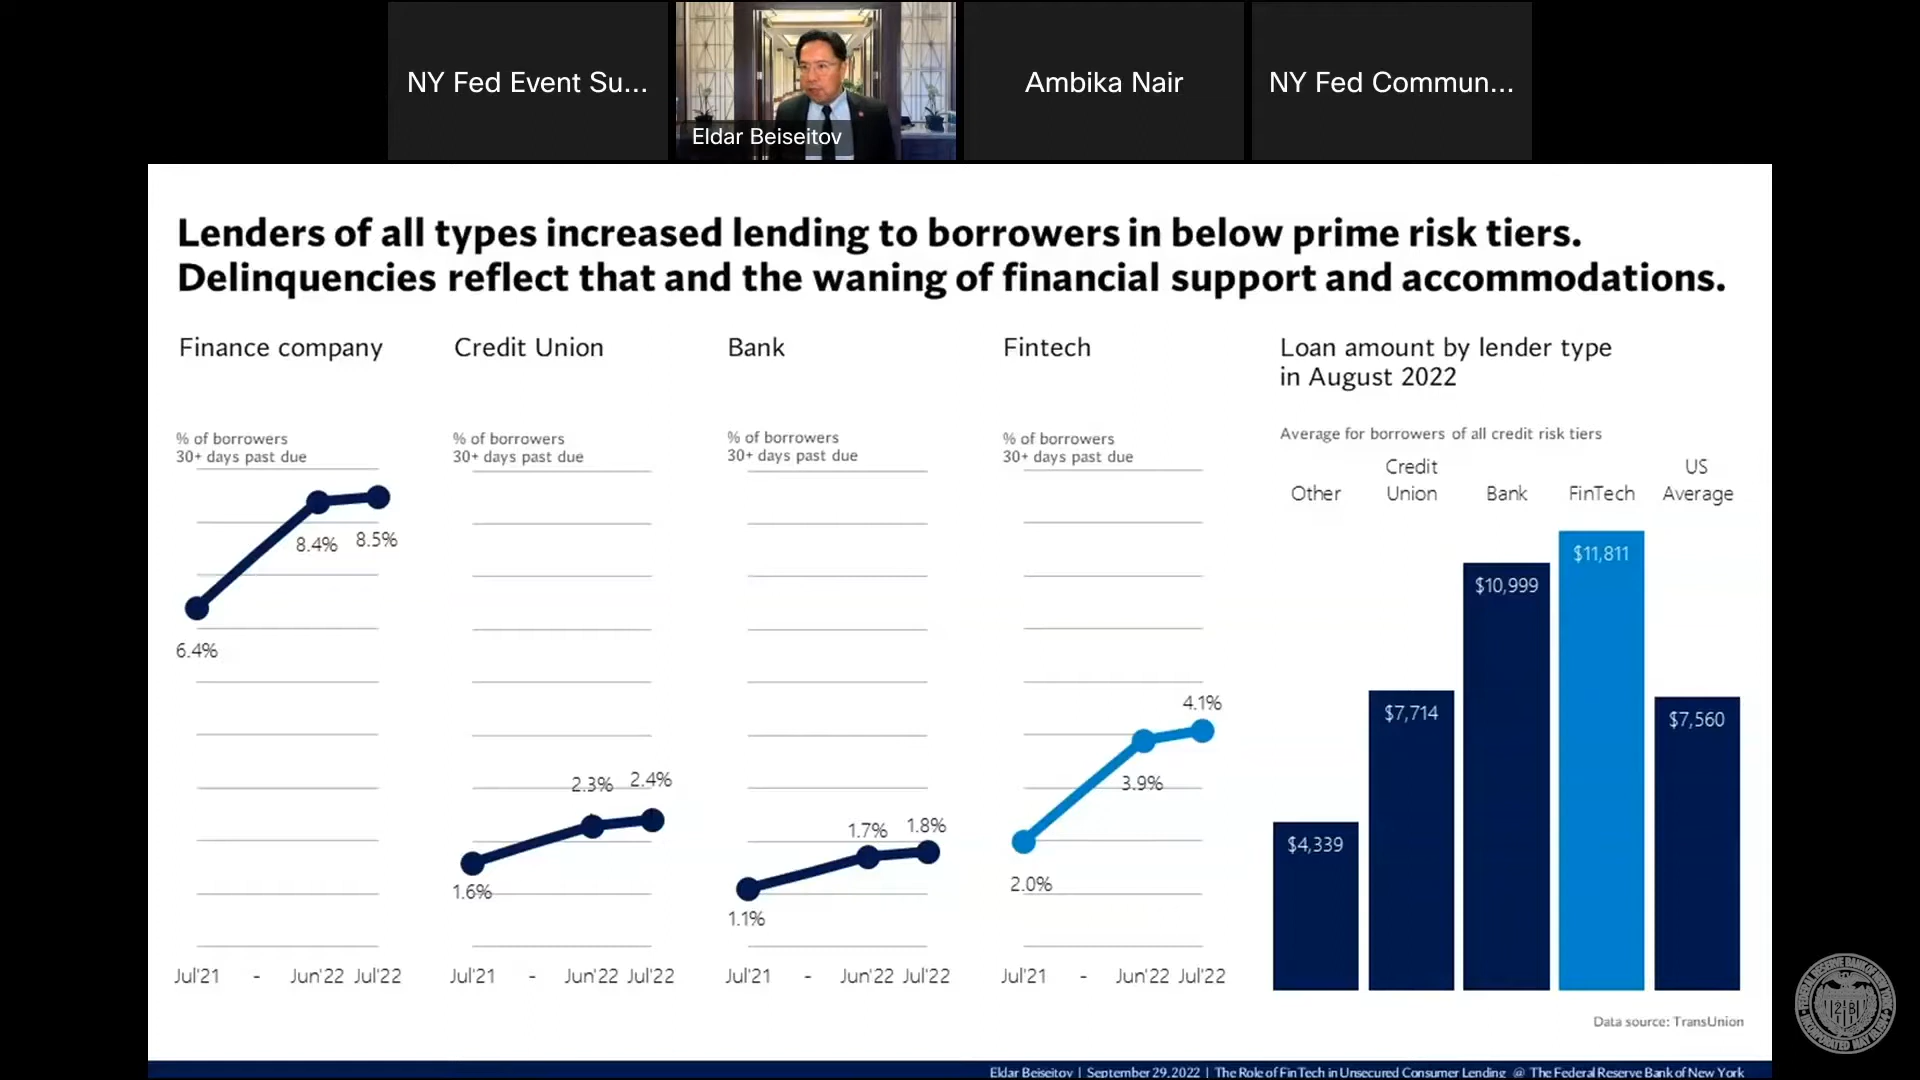 NY Fed Event Su...
Eldar Beiseitov
Ambika Nair
NY Fed Commun...
Lenders of all types increased lending to borrowers in below prime risk tiers.
Delinquencies reflect that and the waning of financial support and accommodations.
Finance company
% of borrowers
30+ days past due
8.4% 8.5%
6.4%
Jul'21 - Jun'22 Jul'22
Credit Union
% of borrowers
30+ days past due
2.3% 2.4%
1.6%
Jul'21 - Jun'22 Jul'22
Bank
% of borrowers
30+ days past due
1.7% 1.8%
1.1%
Jul'21 - Jun'22 Jul'22
Fintech
% of borrowers
30+ days past due
4.1%
3.9%
2.0%
Jul'21 - Jun'22 Jul'22
Loan amount by lender type
in August 2022
Average for borrowers of all credit risk tiers
Other
Credit
Union
Bank
FinTech
US
Average
$4,339
$7,714
$10,999
$11,811
$7,560
Data source: TransUnion
Eldar Beiseitov | September 29, 2022 | The Role of FinTech in Unsecured Consumer Lending @ The Federal Reserve Bank of New York